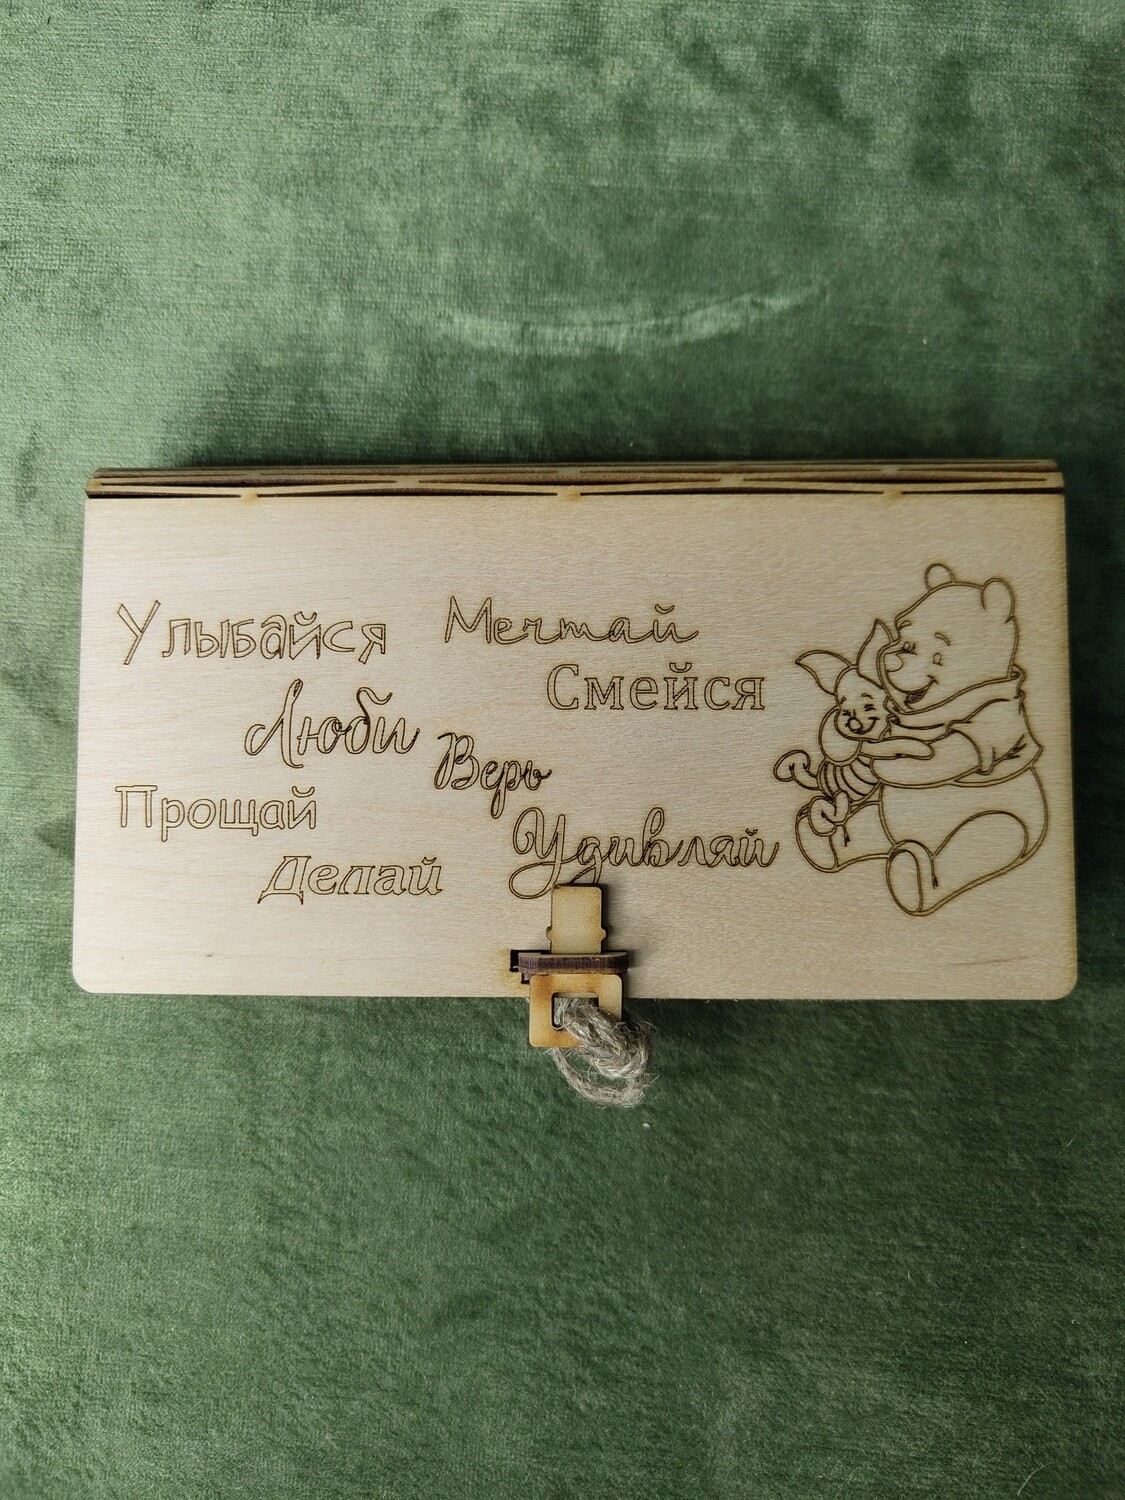 Улыбайся Мечтай
Смейся
Люби
Верь
Прощай
Удивляй
Делай